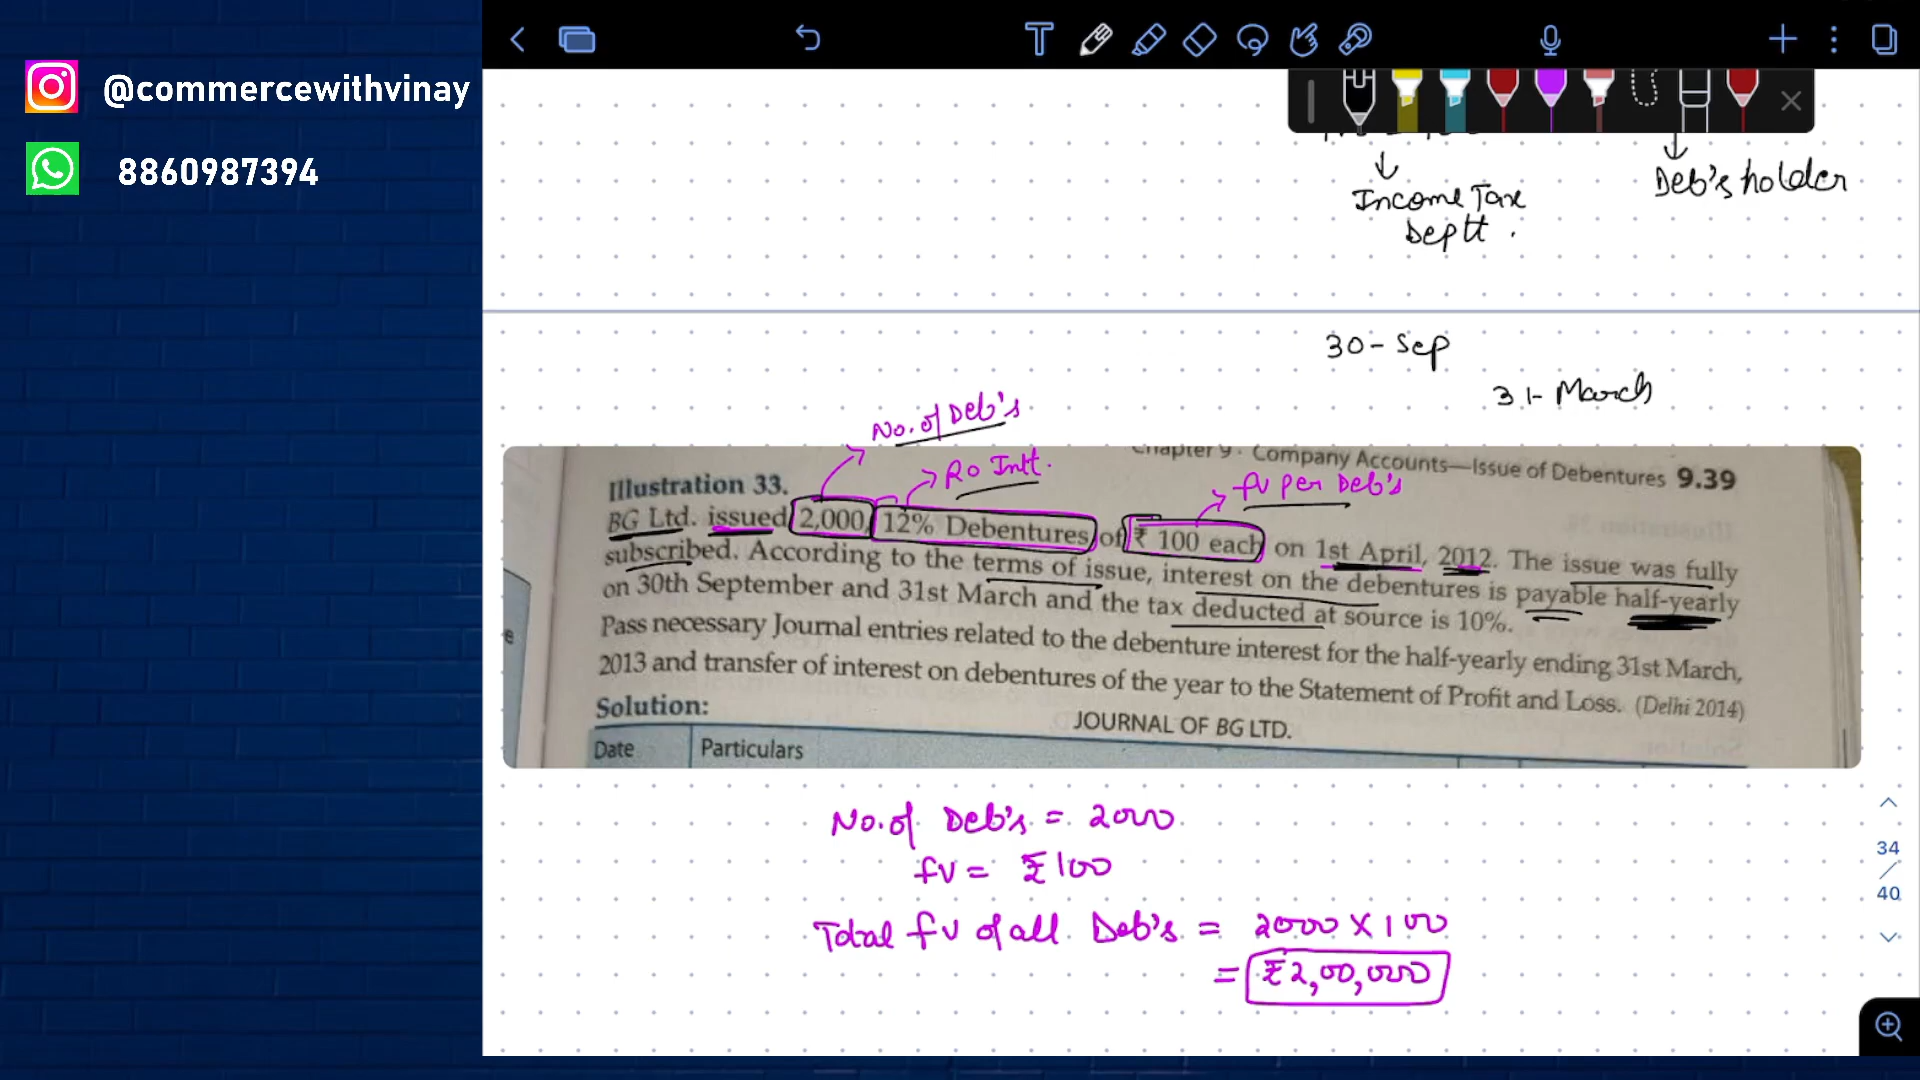 @commercewithvinay
8860987394
T
Income Tax
Deptt.
Deb's holder
30- Sep
31- March
No. of Deb's
RO Intt.
fv per Deb's
Chapter 9 · Company Accounts—Issue of Debentures 9.39
Illustration 33.
BG Ltd. issued 2,000, 12% Debentures of ₹ 100 each on 1st April, 2012. The issue was fully
subscribed. According to the terms of issue, interest on the debentures is payable half-yearly
on 30th September and 31st March and the tax deducted at source is 10%.
Pass necessary Journal entries related to the debenture interest for the half-yearly ending 31st March,
2013 and transfer of interest on debentures of the year to the Statement of Profit and Loss. (Delhi 2014)
Solution:
JOURNAL OF BG LTD.
Date Particulars
No. of Deb's = 2000
fv = ₹100
Total fv of all Deb's = 2000 X 100
= ₹2,00,000
34
/
40